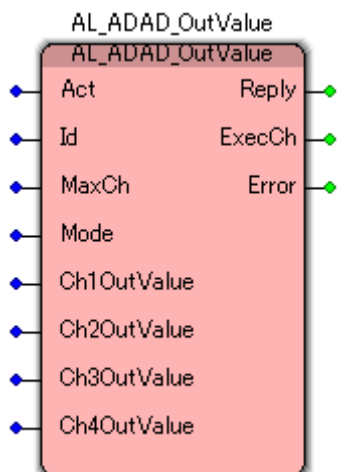 AL_ADAD_OutValue
AL_ADAD_OutValue
Act Reply
Id ExecCh
MaxCh Error
Mode
Ch1OutValue
Ch2OutValue
Ch3OutValue
Ch4OutValue